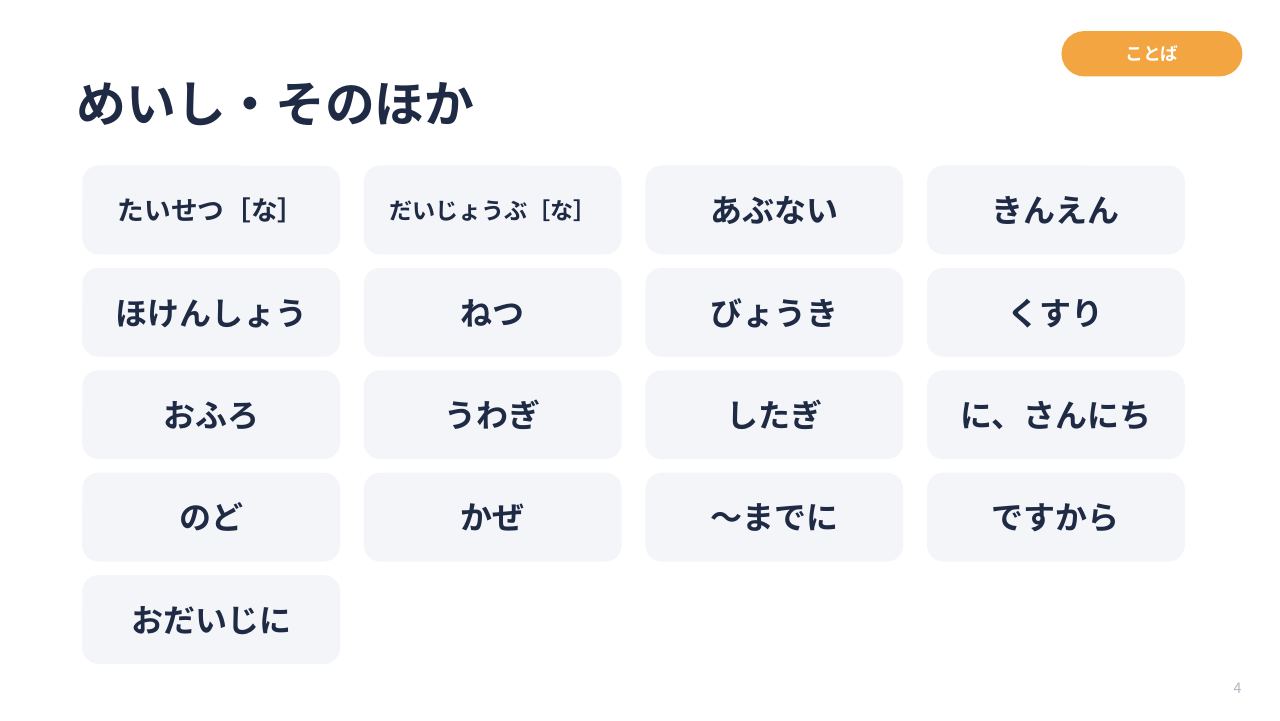 ことば
めいし・そのほか
たいせつ［な］
だいじょうぶ［な］
あぶない
きんえん
ほけんしょう
ねつ
びょうき
くすり
おふろ
うわぎ
したぎ
に、さんにち
のど
かぜ
～までに
ですから
おだいじに
4